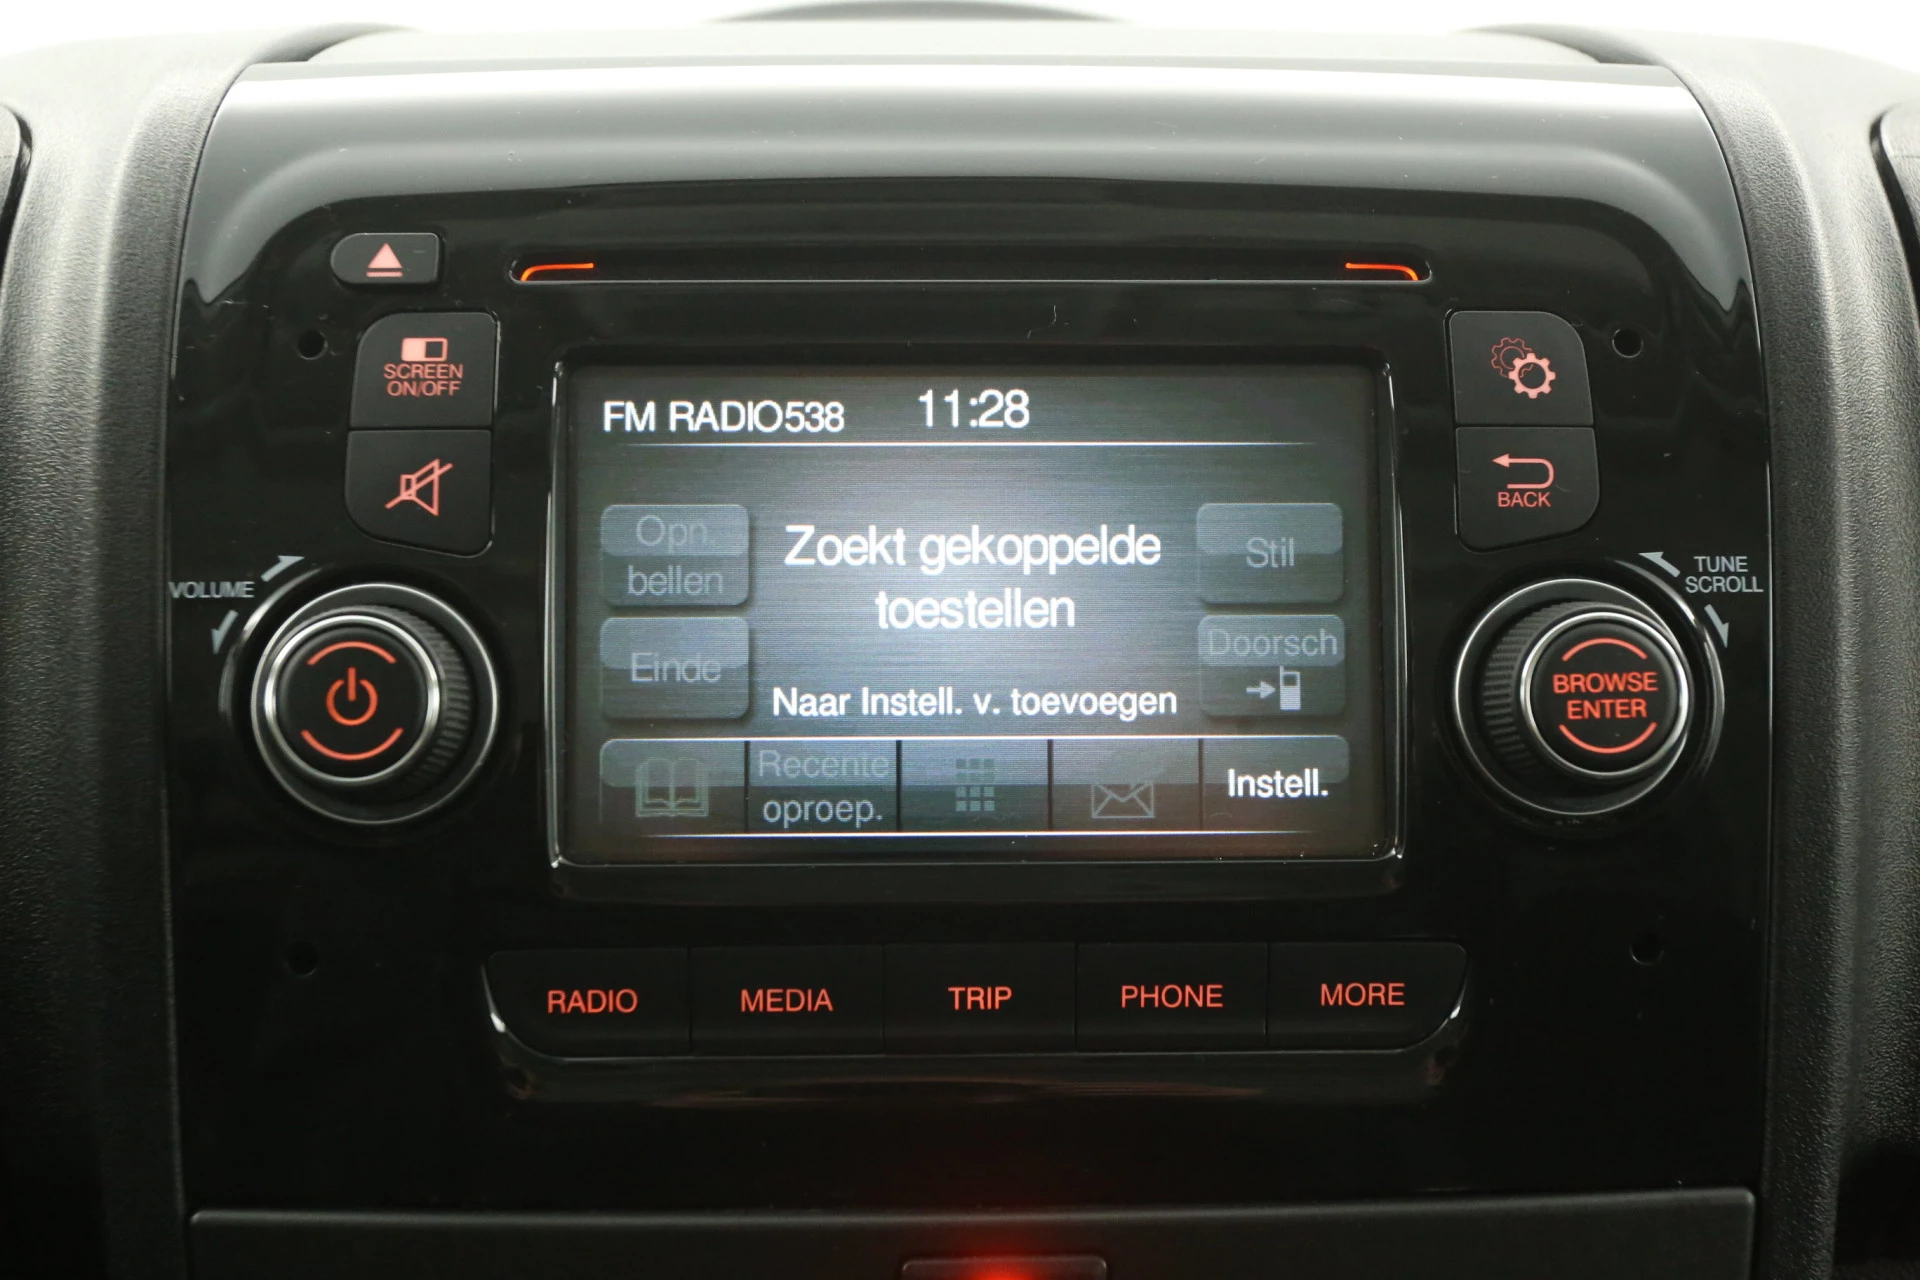 SCREEN
ON/OFF
VOLUME
FM RADIO538 11:28
Opn.
bellen
Zoekt gekoppelde
toestellen
Stil
Einde
Doorsch
Naar Instell. v. toevoegen
Recente
oproep.
Instell.
BACK
TUNE
SCROLL
BROWSE
ENTER
RADIO MEDIA TRIP PHONE MORE